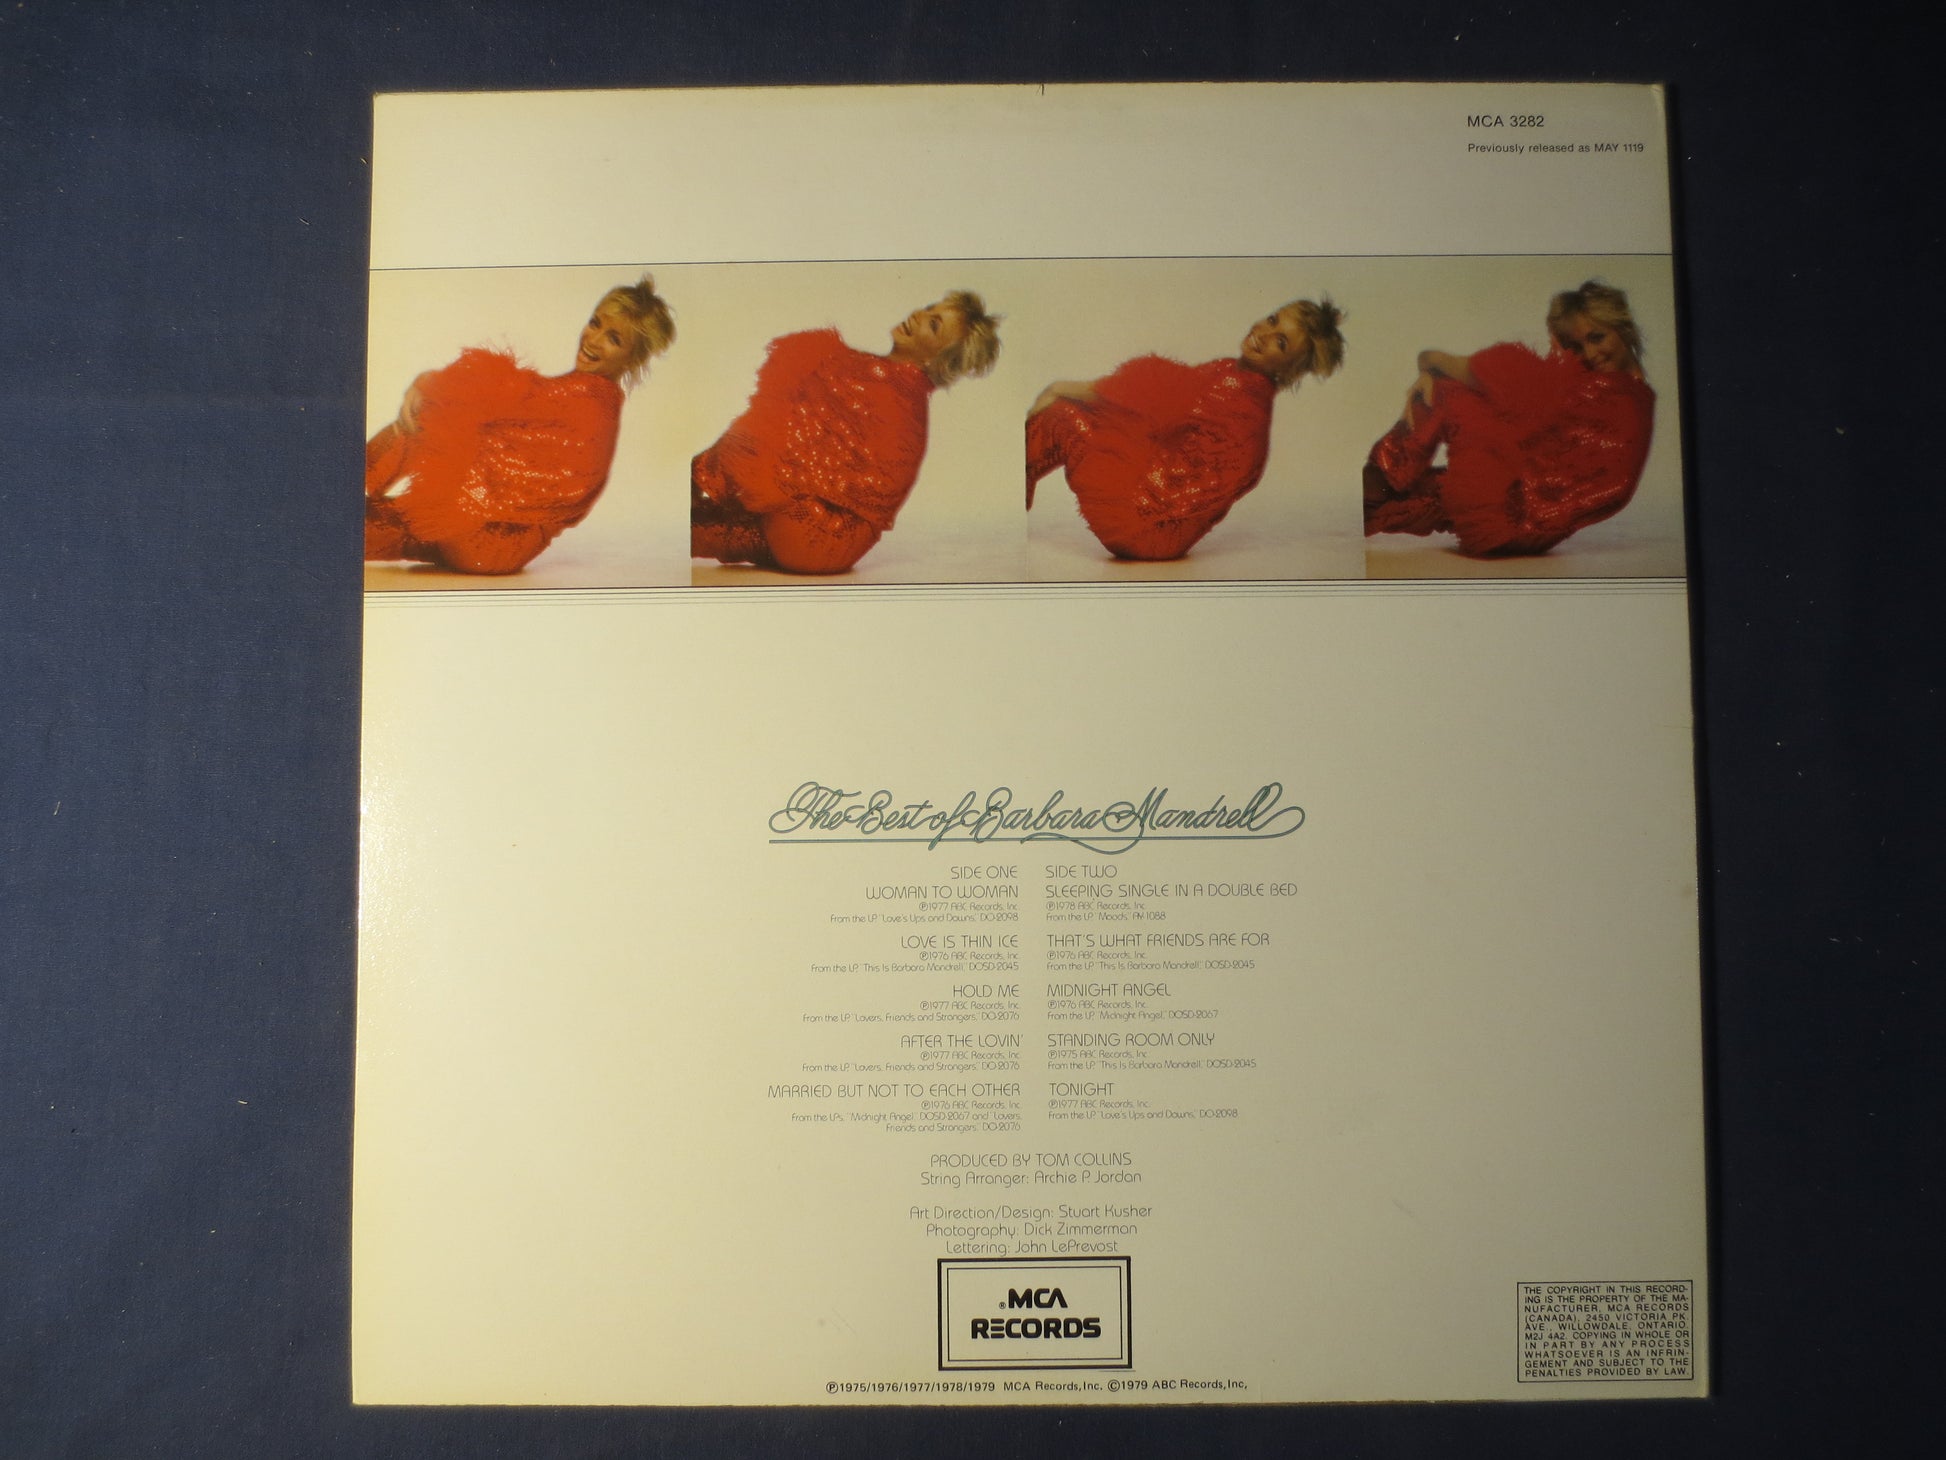 MCA 3282
Previously released as MAY 1119
The Best of Barbara Mandrell
SIDE ONE
WOMAN TO WOMAN
℗1977 ABC Records, Inc.
From the LP, "Love's Ups and Downs," DO-2098
LOVE IS THIN ICE
℗1976 ABC Records, Inc.
From the LP, "This Is Barbara Mandrell," DOSD-2045
HOLD ME
℗1977 ABC Records, Inc.
From the LP, "Lovers, Friends and Strangers," DO-2076
AFTER THE LOVIN'
℗1977 ABC Records, Inc.
From the LP, "Lovers, Friends and Strangers," DO-2076
MARRIED BUT NOT TO EACH OTHER
℗1976 ABC Records, Inc.
From the LPs, "Midnight Angel," DOSD-2067 and "Lovers,
Friends and Strangers," DO-2076
SIDE TWO
SLEEPING SINGLE IN A DOUBLE BED
℗1978 ABC Records, Inc.
From the LP, "Moods," AY-1088
THAT'S WHAT FRIENDS ARE FOR
℗1976 ABC Records, Inc.
From the LP, "This Is Barbara Mandrell," DOSD-2045
MIDNIGHT ANGEL
℗1976 ABC Records, Inc.
From the LP, "Midnight Angel," DOSD-2067
STANDING ROOM ONLY
℗1975 ABC Records, Inc.
From the LP, "This Is Barbara Mandrell," DOSD-2045
TONIGHT
℗1977 ABC Records, Inc.
From the LP, "Love's Ups and Downs," DO-2098
PRODUCED BY TOM COLLINS
String Arranger: Archie P. Jordan
Art Direction/Design: Stuart Kusher
Photography: Dick Zimmerman
Lettering: John LePrevost
®MCA
RECORDS
℗1975/1976/1977/1978/1979 MCA Records, Inc. ©1979 ABC Records, Inc,
THE COPYRIGHT IN THIS RECORD-
ING IS THE PROPERTY OF THE MA-
NUFACTURER, MCA RECORDS
(CANADA), 2450 VICTORIA PK.
AVE., WILLOWDALE, ONTARIO.
M2J 4A2. COPYING IN WHOLE OR
IN PART BY ANY PROCESS
WHATSOEVER IS AN INFRIN-
GEMENT AND SUBJECT TO THE
PENALTIES PROVIDED BY LAW.